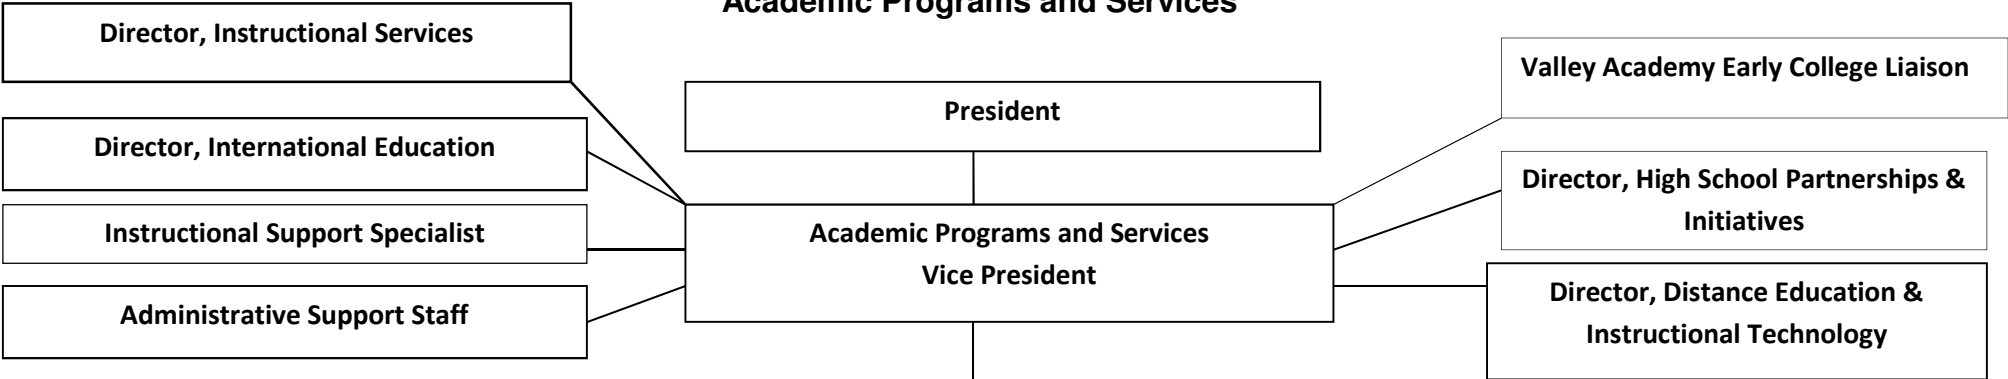 Academic Programs and Services
Director, Instructional Services
Director, International Education
Instructional Support Specialist
Administrative Support Staff
President
Academic Programs and Services
Vice President
Valley Academy Early College Liaison
Director, High School Partnerships &
Initiatives
Director, Distance Education &
Instructional Technology